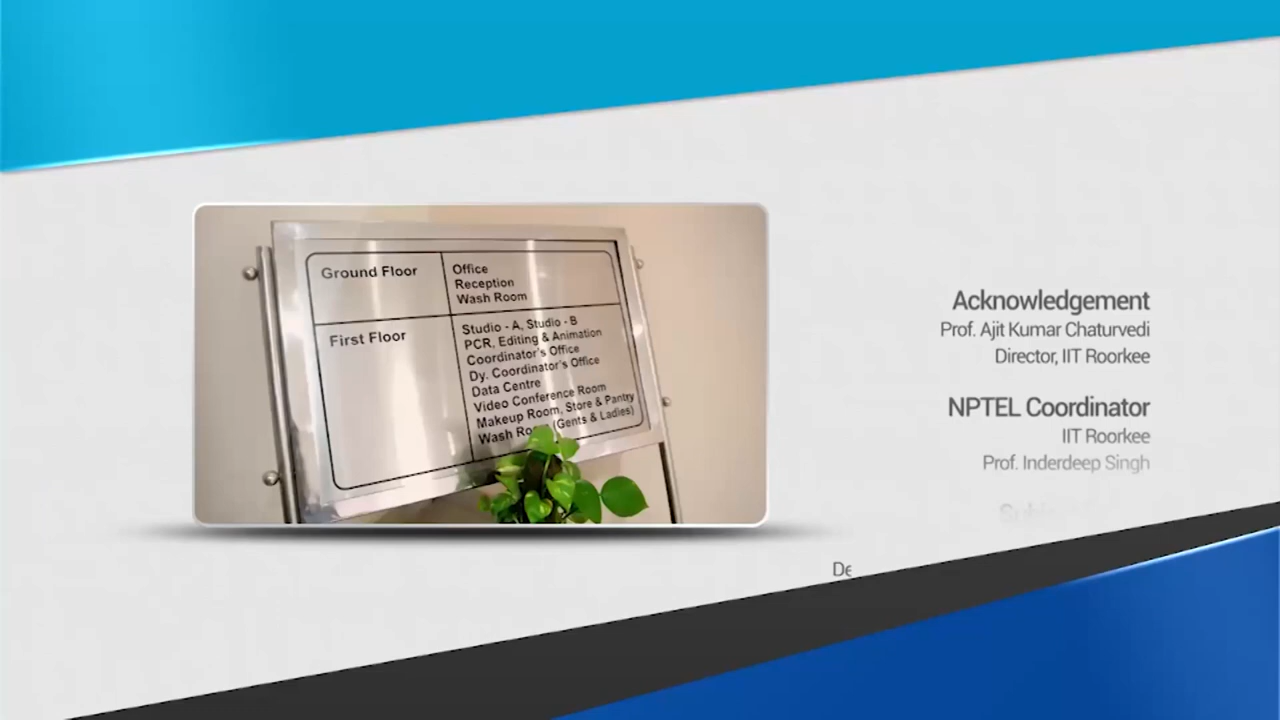 Ground Floor
Office
Reception
Wash Room
First Floor
Studio - A, Studio - B
PCR, Editing & Animation
Coordinator's Office
Dy. Coordinator's Office
Data Centre
Video Conference Room
Makeup Room, Store & Pantry
Wash Room (Gents & Ladies)
Acknowledgement
Prof. Ajit Kumar Chaturvedi
Director, IIT Roorkee
NPTEL Coordinator
IIT Roorkee
Prof. Inderdeep Singh